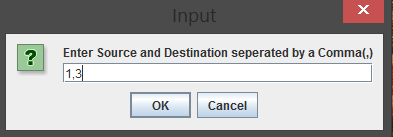 Input
x
?
Enter Source and Destination seperated by a Comma(,)
1,3
OK Cancel